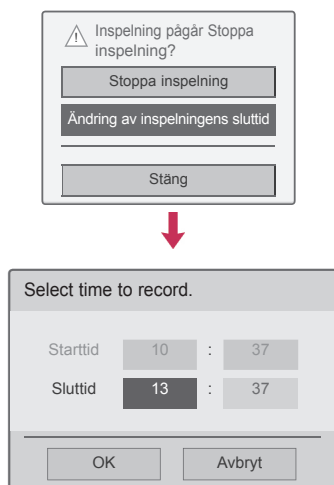 Inspelning pågår Stoppa
inspelning?
Stoppa inspelning
Ändring av inspelningens sluttid
Stäng
Select time to record.
Starttid 10 : 37
Sluttid 13 : 37
OK Avbryt